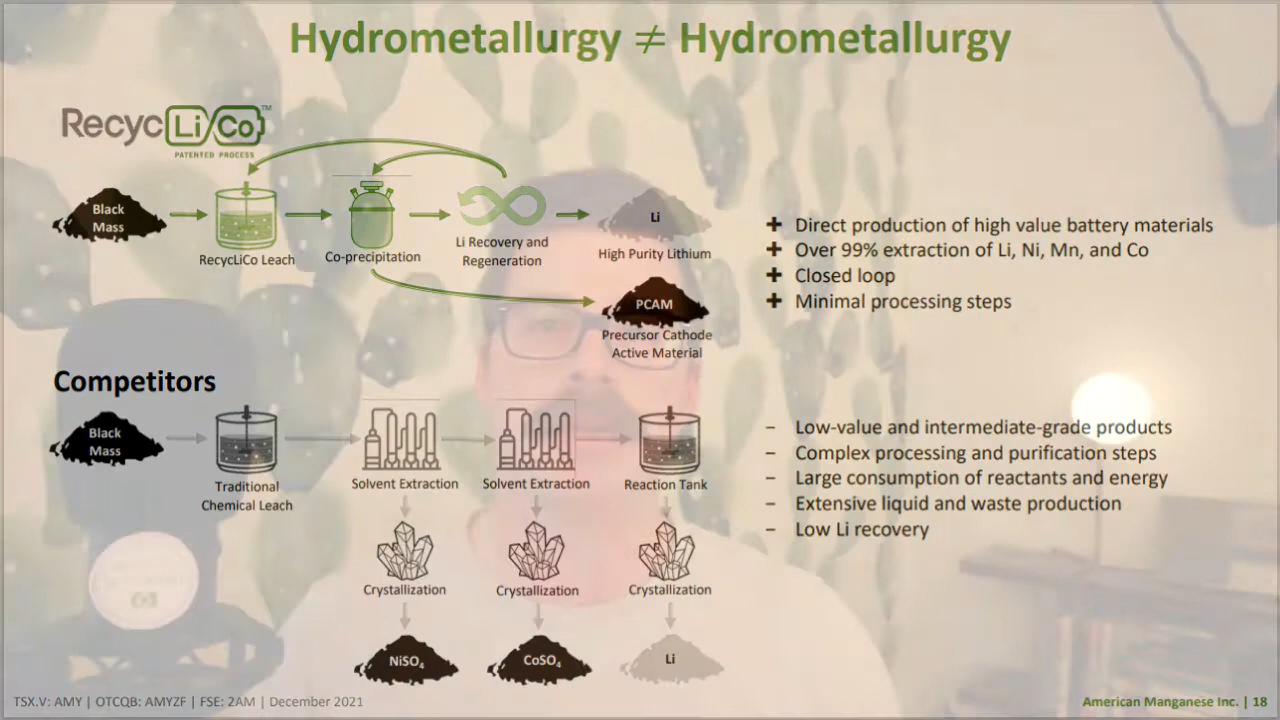 Hydrometallurgy ≠ Hydrometallurgy
RecycLi/Co™
PATENTED PROCESS
Black
Mass
RecycLiCo Leach
Co-precipitation
Li Recovery and
Regeneration
Li
High Purity Lithium
PCAM
Precursor Cathode
Active Material
+ Direct production of high value battery materials
+ Over 99% extraction of Li, Ni, Mn, and Co
+ Closed loop
+ Minimal processing steps
Competitors
Black
Mass
Traditional
Chemical Leach
Solvent Extraction
Solvent Extraction
Reaction Tank
Crystallization
Crystallization
Crystallization
NiSO₄
CoSO₄
Li
- Low-value and intermediate-grade products
- Complex processing and purification steps
- Large consumption of reactants and energy
- Extensive liquid and waste production
- Low Li recovery
TSX.V: AMY | OTCQB: AMYZF | FSE: 2AM | December 2021
American Manganese Inc. | 18